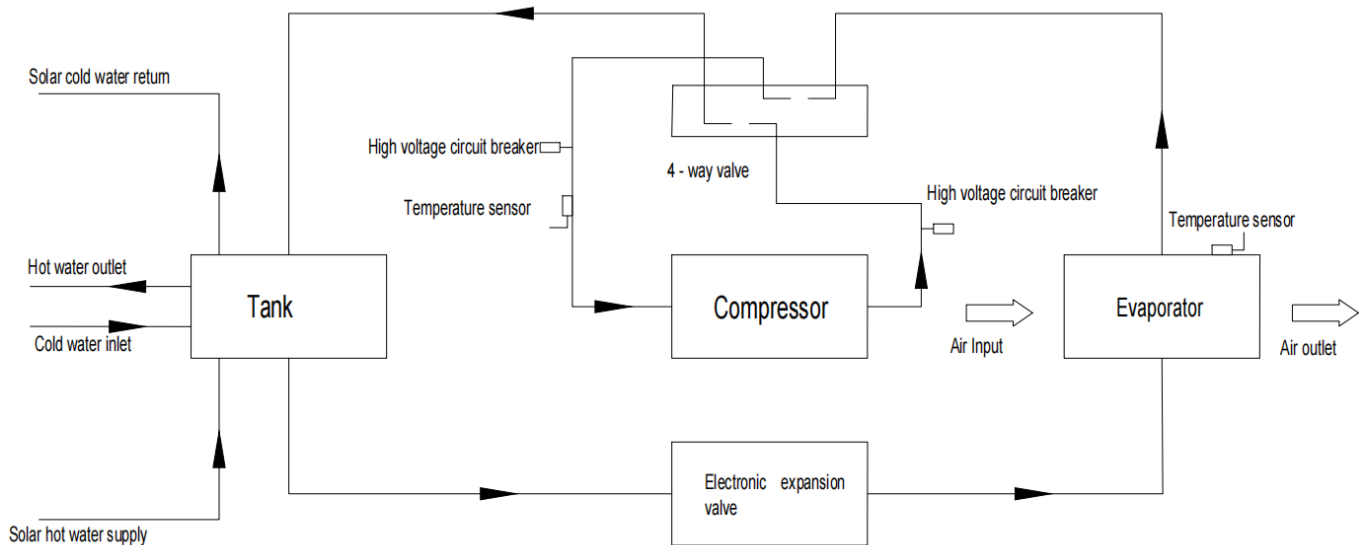 Solar cold water return
High voltage circuit breaker
4 - way valve
Temperature sensor
High voltage circuit breaker
Temperature sensor
Hot water outlet
Tank
Compressor
Evaporator
Cold water inlet
Air Input
Air outlet
Electronic expansion
valve
Solar hot water supply